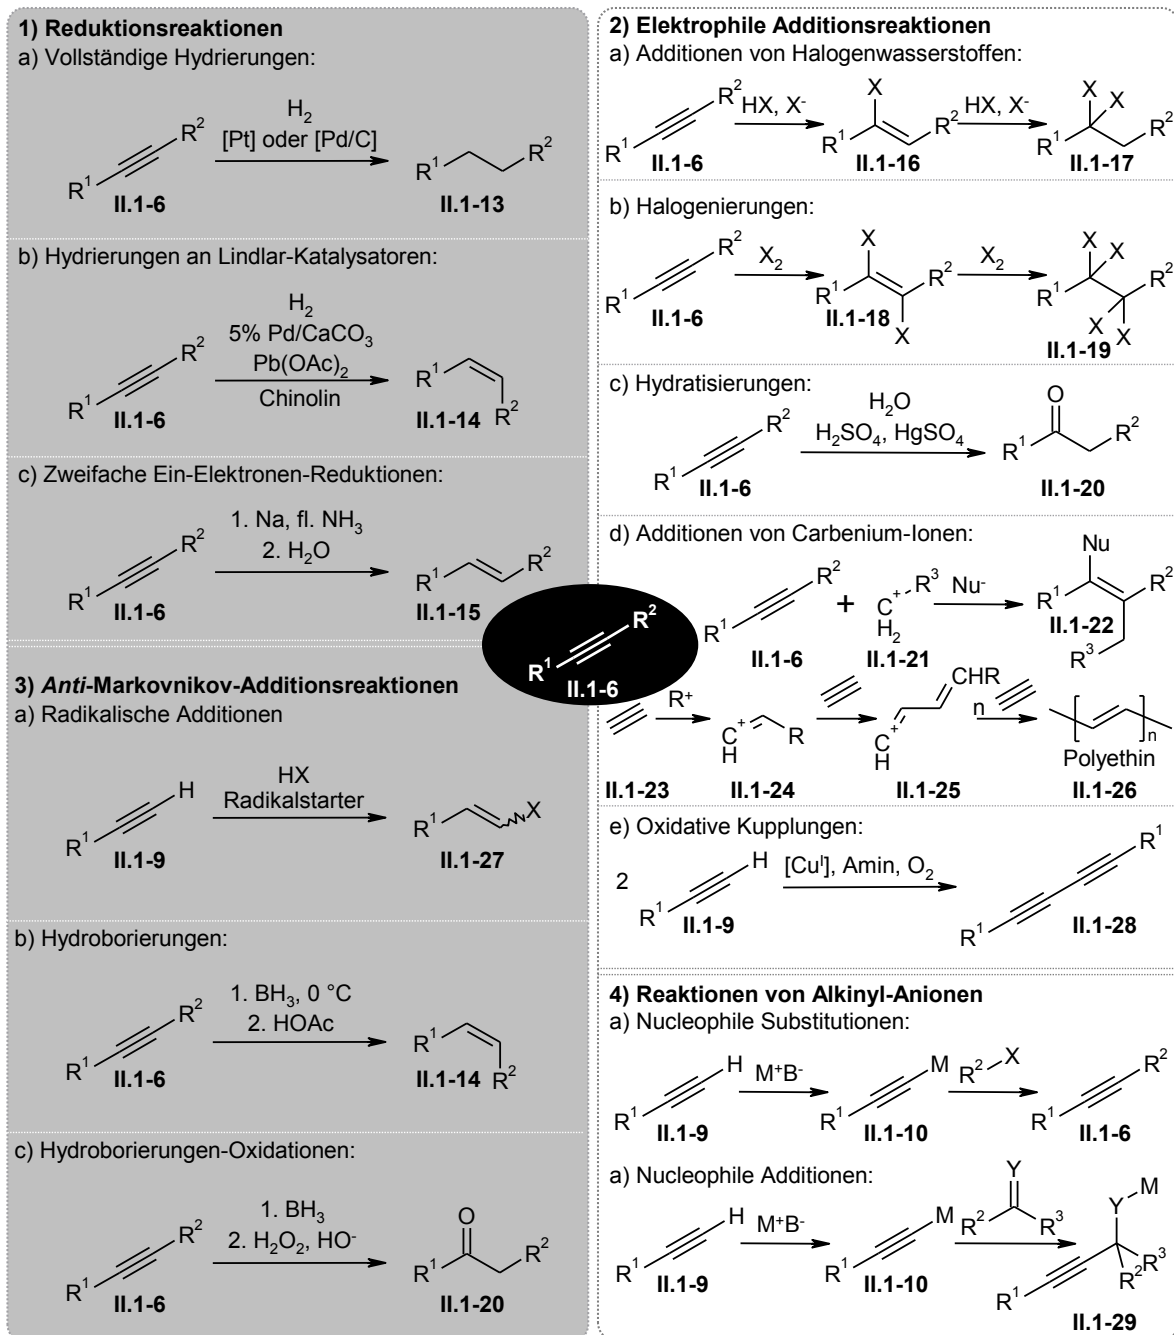 1) Reduktionsreaktionen
a) Vollständige Hydrierungen:
H₂
[Pt] oder [Pd/C]
R¹ R²
II.1-6
R¹ R²
II.1-13
b) Hydrierungen an Lindlar-Katalysatoren:
H₂
5% Pd/CaCO₃
Pb(OAc)₂
Chinolin
R¹ R²
II.1-6
R¹ R²
II.1-14
c) Zweifache Ein-Elektronen-Reduktionen:
1. Na, fl. NH₃
2. H₂O
R¹ R²
II.1-6
R¹ R²
II.1-15
R¹ R²
II.1-6
3) Anti-Markovnikov-Additionsreaktionen
a) Radikalische Additionen
HX
Radikalstarter
R¹ H
II.1-9
R¹ X
II.1-27
b) Hydroborierungen:
1. BH₃, 0 °C
2. HOAc
R¹ R²
II.1-6
R¹ R²
II.1-14
c) Hydroborierungen-Oxidationen:
1. BH₃
2. H₂O₂, HO⁻
R¹ R²
II.1-6
O
R¹ R²
II.1-20
2) Elektrophile Additionsreaktionen
a) Additionen von Halogenwasserstoffen:
R¹ R²
II.1-6
HX, X⁻
X
R¹ R²
II.1-16
HX, X⁻
X X
R¹ R²
II.1-17
b) Halogenierungen:
R¹ R²
II.1-6
X₂
X
R¹ R²
II.1-18
X
X₂
X X
R¹ R²
X X
II.1-19
c) Hydratisierungen:
H₂O
H₂SO₄, HgSO₄
R¹ R²
II.1-6
O
R¹ R²
II.1-20
d) Additionen von Carbenium-Ionen:
R¹ R²
II.1-6
+
R³
C+
H₂
II.1-21
Nu⁻
Nu
R¹ R²
II.1-22
R³
II.1-23
R⁺
C+
H
R
II.1-24
CHR
C+
H
II.1-25
n
n
Polyethin
II.1-26
e) Oxidative Kupplungen:
2
R¹ H
II.1-9
[Cuᴵ], Amin, O₂
R¹ R¹
II.1-28
4) Reaktionen von Alkinyl-Anionen
a) Nucleophile Substitutionen:
R¹ H
II.1-9
M⁺B⁻
R¹ M
II.1-10
R² X
R¹ R²
II.1-6
a) Nucleophile Additionen:
R¹ H
II.1-9
M⁺B⁻
R¹ M
II.1-10
Y
R² R³
M
Y
R³
R²
R¹
II.1-29